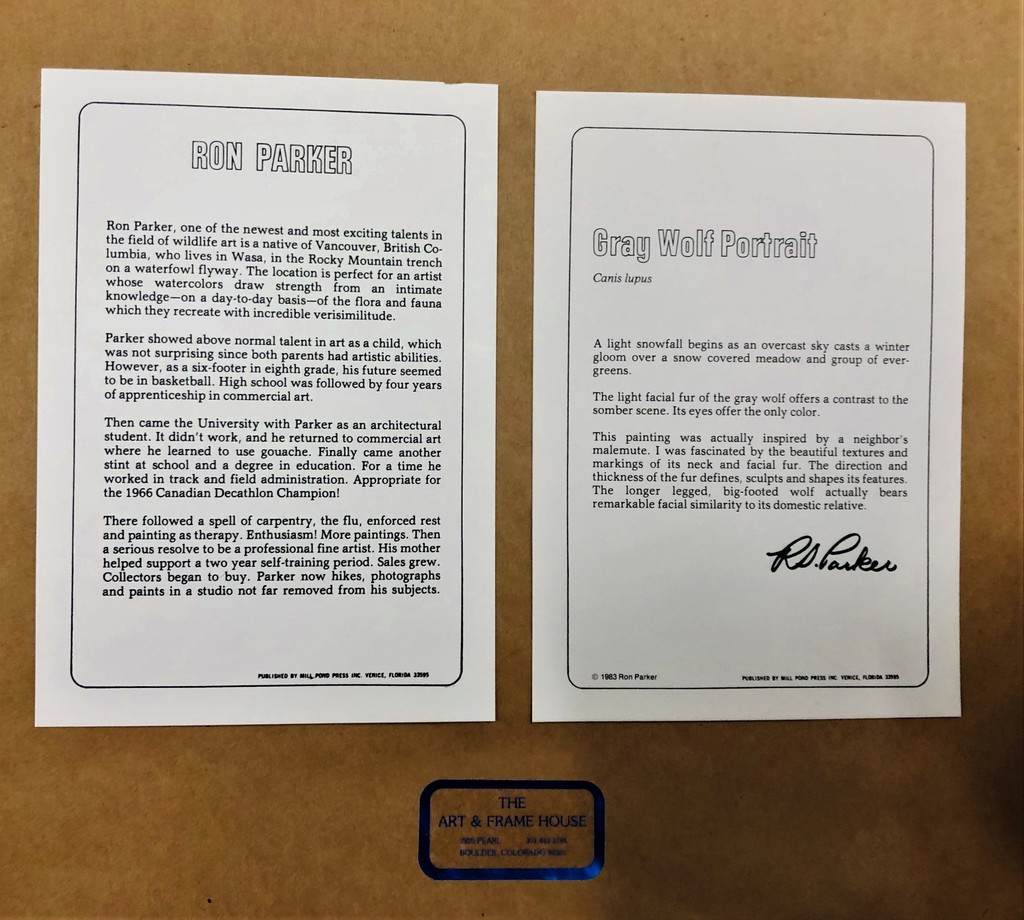 RON PARKER
Ron Parker, one of the newest and most exciting talents in
the field of wildlife art is a native of Vancouver, British Co-
lumbia, who lives in Wasa, in the Rocky Mountain trench
on a waterfowl flyway. The location is perfect for an artist
whose watercolors draw strength from an intimate
knowledge—on a day-to-day basis—of the flora and fauna
which they recreate with incredible verisimilitude.
Parker showed above normal talent in art as a child, which
was not surprising since both parents had artistic abilities.
However, as a six-footer in eighth grade, his future seemed
to be in basketball. High school was followed by four years
of apprenticeship in commercial art.
Then came the University with Parker as an architectural
student. It didn't work, and he returned to commercial art
where he learned to use gouache. Finally came another
stint at school and a degree in education. For a time he
worked in track and field administration. Appropriate for
the 1966 Canadian Decathlon Champion!
There followed a spell of carpentry, the flu, enforced rest
and painting as therapy. Enthusiasm! More paintings. Then
a serious resolve to be a professional fine artist. His mother
helped support a two year self-training period. Sales grew.
Collectors began to buy. Parker now hikes, photographs
and paints in a studio not far removed from his subjects.
PUBLISHED BY MILL POND PRESS INC. VENICE, FLORIDA 33595
Gray Wolf Portrait
Canis lupus
A light snowfall begins as an overcast sky casts a winter
gloom over a snow covered meadow and group of ever-
greens.
The light facial fur of the gray wolf offers a contrast to the
somber scene. Its eyes offer the only color.
This painting was actually inspired by a neighbor's
malemute. I was fascinated by the beautiful textures and
markings of its neck and facial fur. The direction and
thickness of the fur defines, sculpts and shapes its features.
The longer legged, big-footed wolf actually bears
remarkable facial similarity to its domestic relative.
R.S. Parker
© 1983 Ron Parker
PUBLISHED BY MILL POND PRESS INC. VENICE, FLORIDA 33595
THE
ART & FRAME HOUSE
PEARL
BOULDER, COLORADO